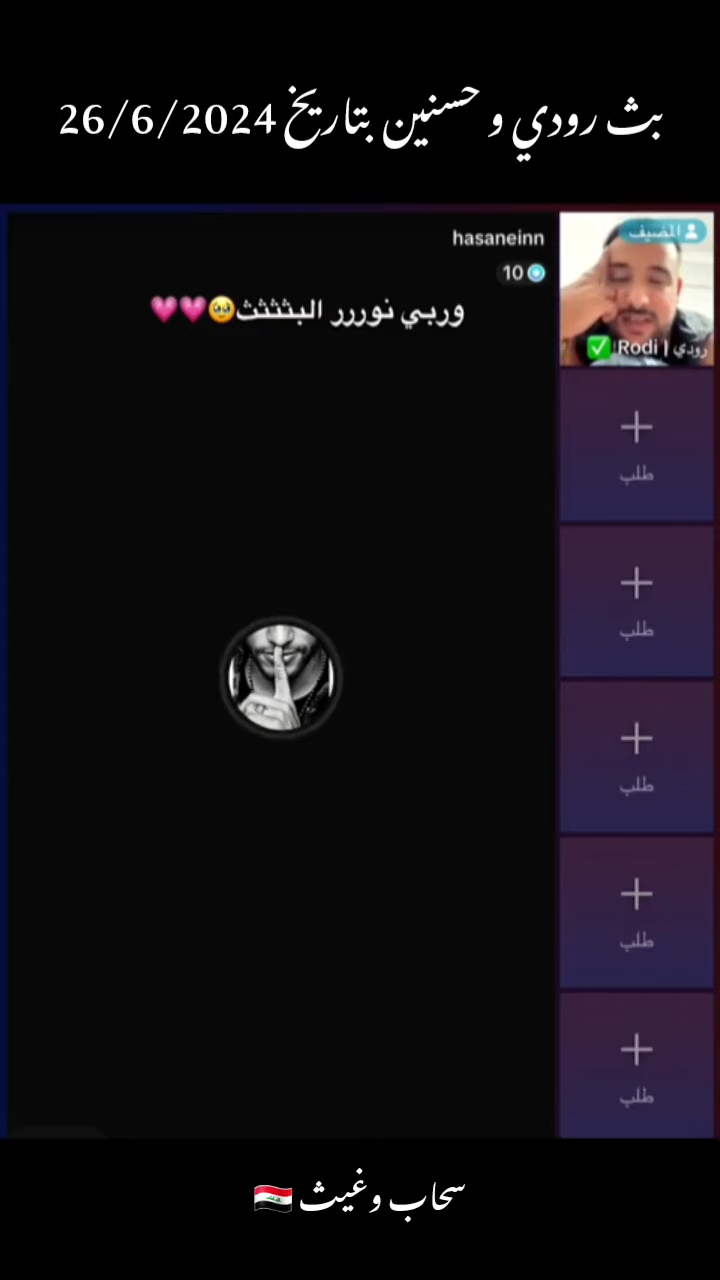 بث رودي و حسنين بتاريخ 26/6/2024
hasaneinn
المضيف
10
وربي نوررر البثثثث🥹💗💗
رودي | Rodi ✅
طلب
طلب
طلب
طلب
طلب
سحاب وغيث 🇮🇶